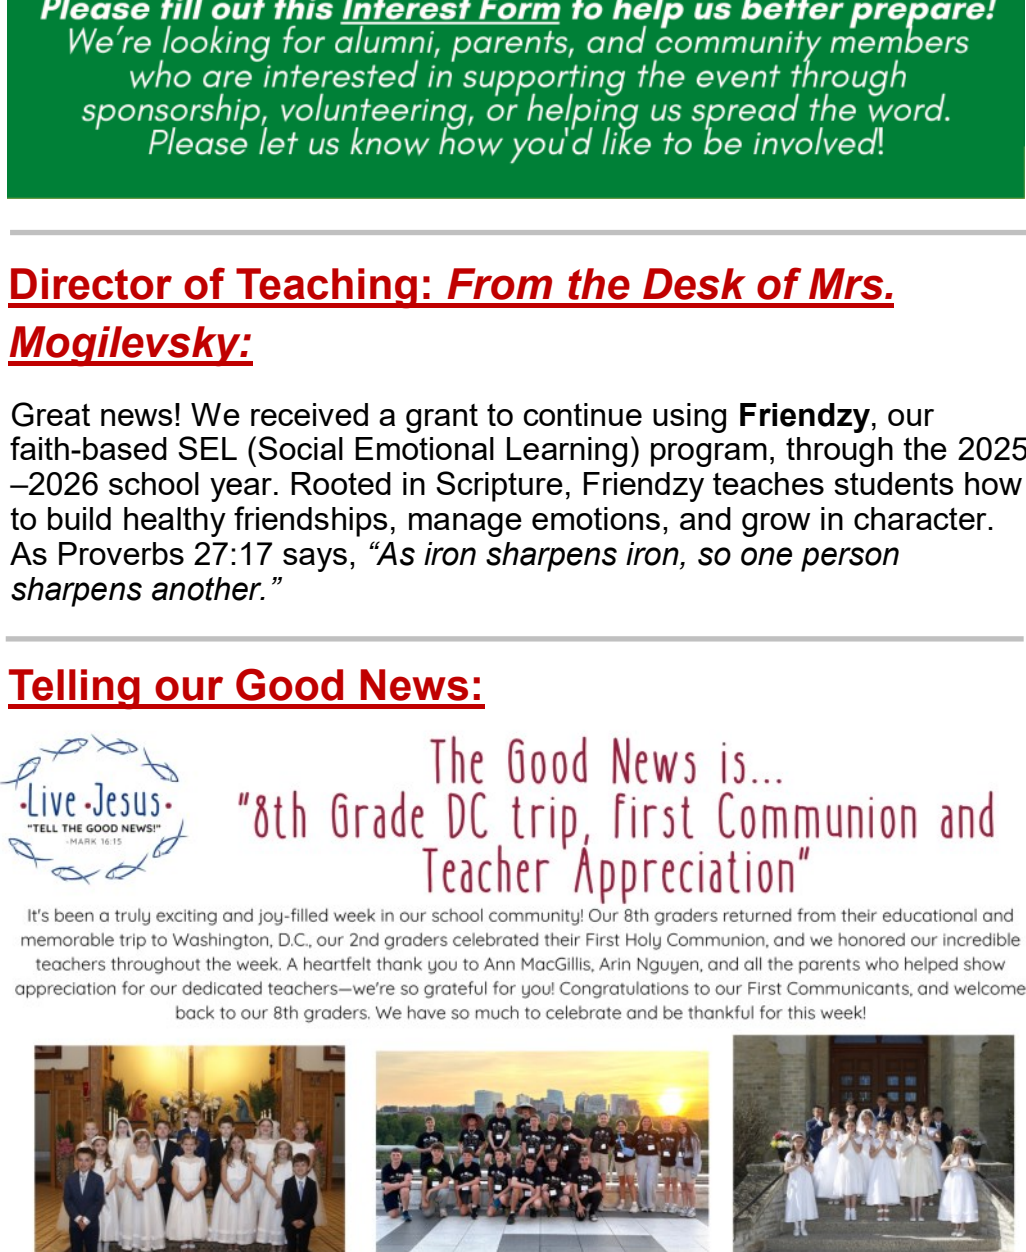 Please fill out this Interest Form to help us better prepare!
We’re looking for alumni, parents, and community members
who are interested in supporting the event through
sponsorship, volunteering, or helping us spread the word.
Please let us know how you'd like to be involved!
Director of Teaching: From the Desk of Mrs.
Mogilevsky:
Great news! We received a grant to continue using Friendzy, our
faith-based SEL (Social Emotional Learning) program, through the 2025
–2026 school year. Rooted in Scripture, Friendzy teaches students how
to build healthy friendships, manage emotions, and grow in character.
As Proverbs 27:17 says, “As iron sharpens iron, so one person
sharpens another.”
Telling our Good News:
·Live·Jesus·
"TELL THE GOOD NEWS!"
-MARK 16:15
The Good News is...
"8th Grade DC trip, First Communion and
Teacher Appreciation"
It's been a truly exciting and joy-filled week in our school community! Our 8th graders returned from their educational and
memorable trip to Washington, D.C., our 2nd graders celebrated their First Holy Communion, and we honored our incredible
teachers throughout the week. A heartfelt thank you to Ann MacGillis, Arin Nguyen, and all the parents who helped show
appreciation for our dedicated teachers—we're so grateful for you! Congratulations to our First Communicants, and welcome
back to our 8th graders. We have so much to celebrate and be thankful for this week!